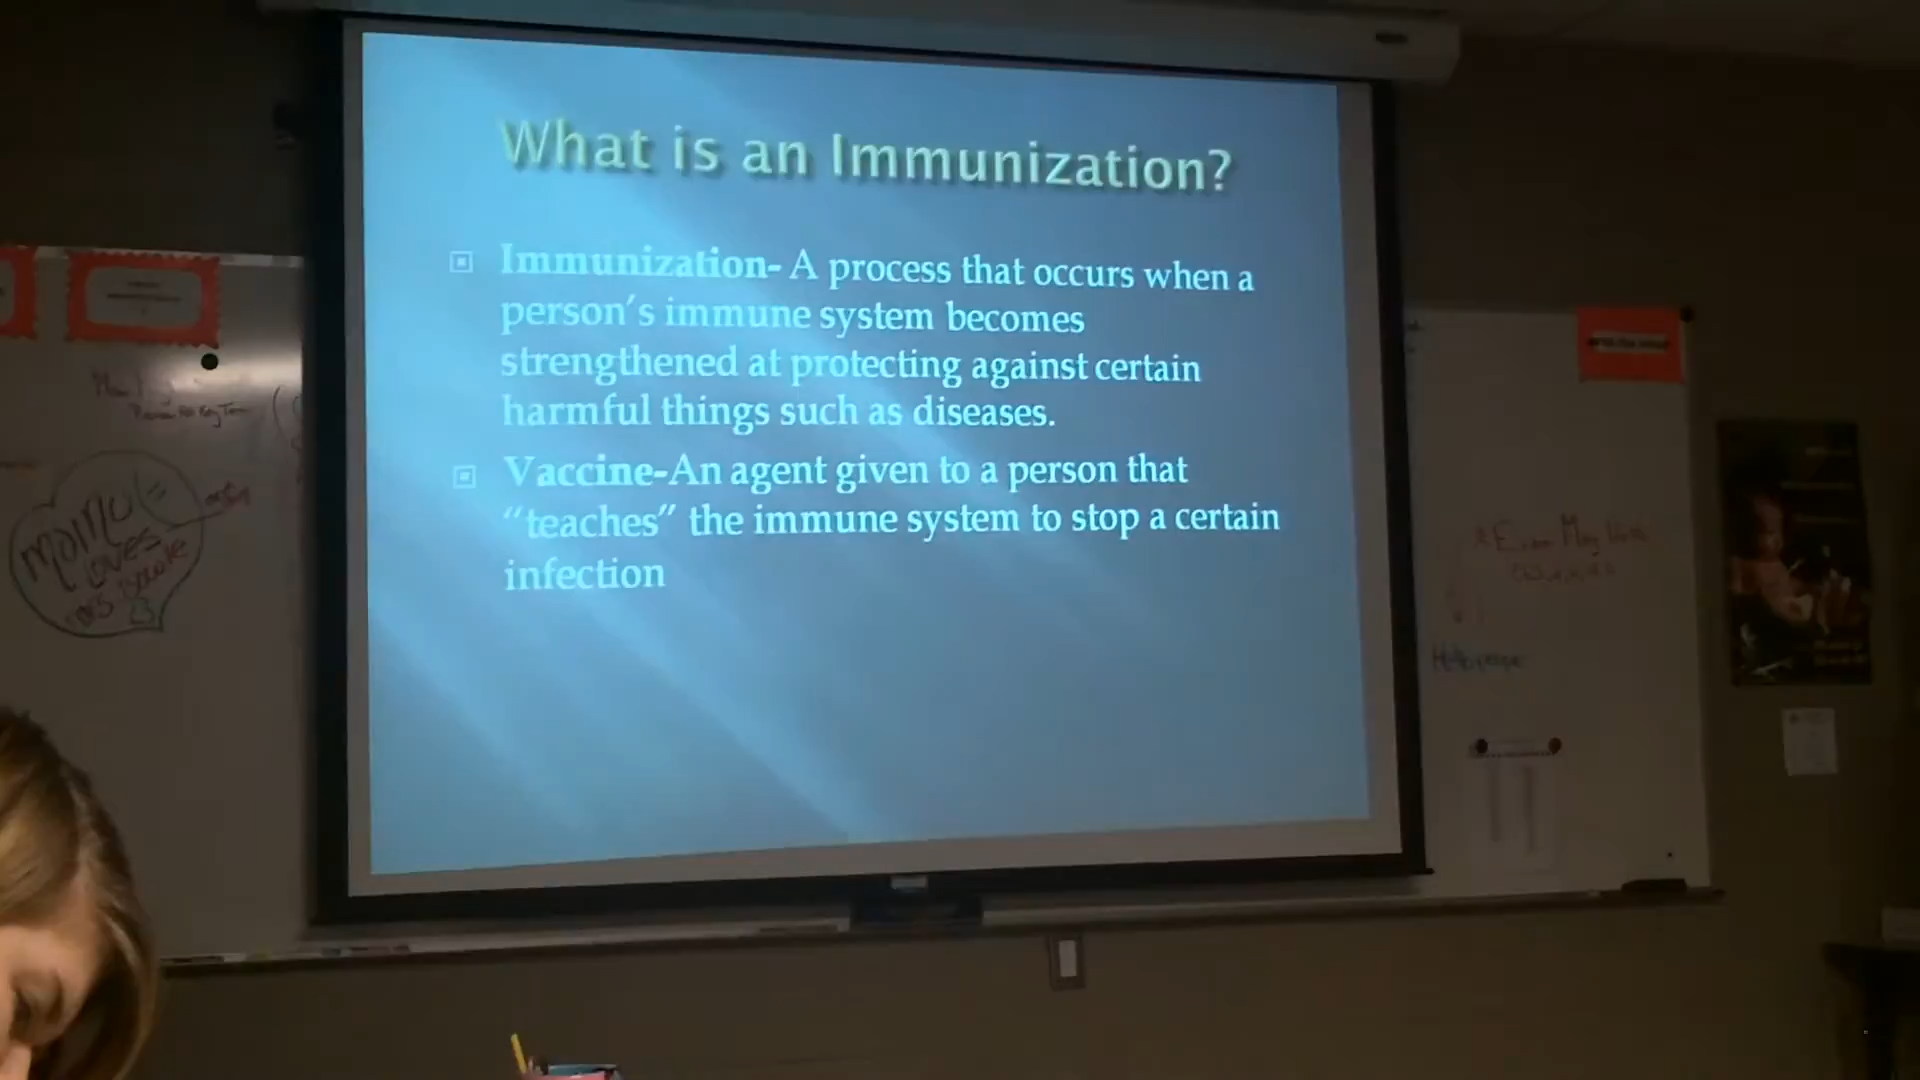 What is an Immunization?
Immunization- A process that occurs when a
person's immune system becomes
strengthened at protecting against certain
harmful things such as diseases.
Vaccine-An agent given to a person that
“teaches” the immune system to stop a certain
infection
LOVES